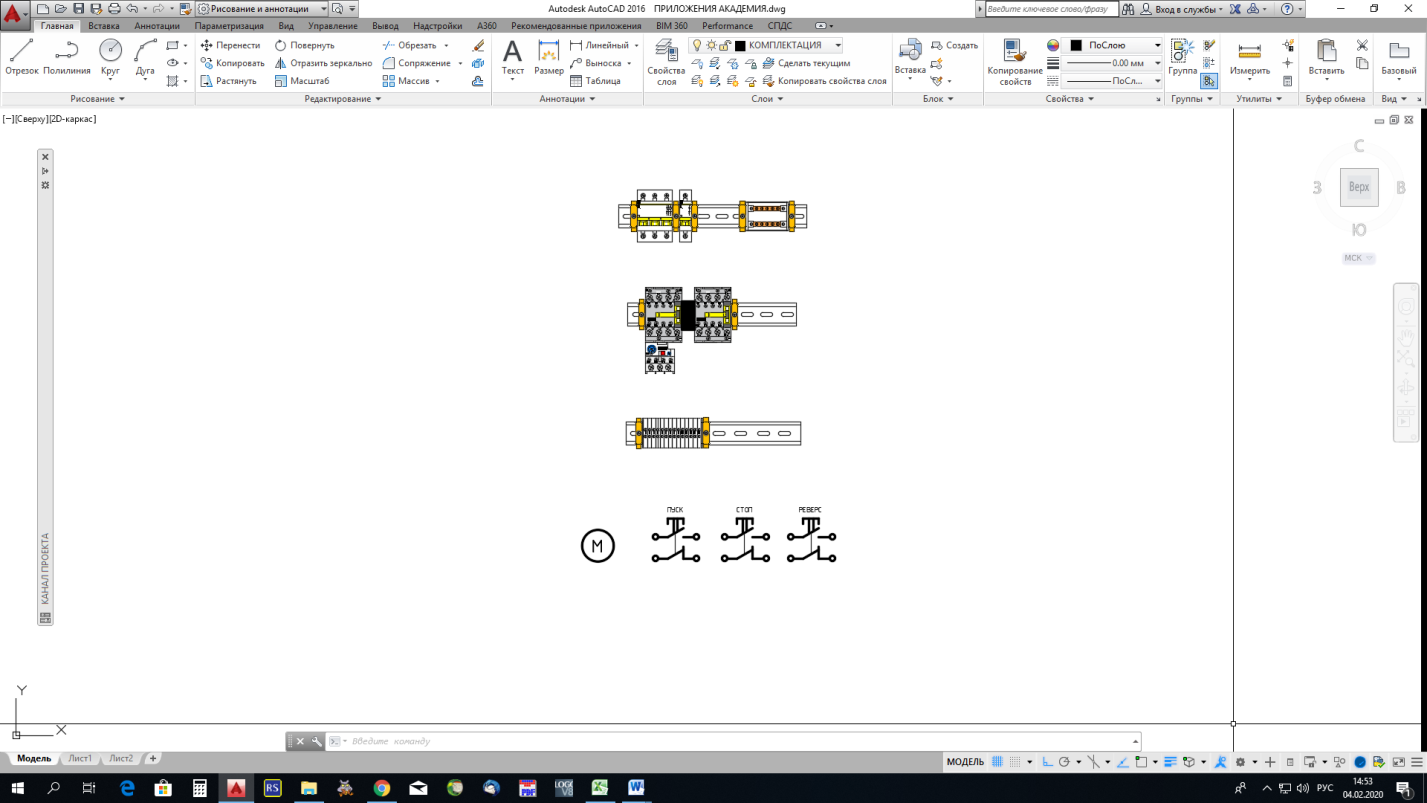 Autodesk AutoCAD 2016 ПРИЛОЖЕНИЯ АКАДЕМИЯ.dwg
Рисование и аннотации
Введите ключевое слово/фразу
Вход в службы
Главная Вставка Аннотации Параметризация Вид Управление Вывод Надстройки A360 Рекомендованные приложения BIM 360 Performance СПДС
Отрезок Полилиния Круг Дуга
Перенести Повернуть Обрезать
Копировать Отразить зеркально Сопряжение
Растянуть Масштаб Массив
Текст Размер
Линейный
Выноска
Таблица
Свойства слоя
КОМПЛЕКТАЦИЯ
Сделать текущим
Копировать свойства слоя
Вставка
Создать
Копирование свойств
ПоСлою
0.00 мм
ПоСл...
Группа
Измерить
Вставить
Базовый
Рисование Редактирование Аннотации Слои Блок Свойства Группы Утилиты Буфер обмена Вид
[−][Сверху][2D-каркас]
С
З Верх В
Ю
МСК
КАНАЛ ПРОЕКТА
ПУСК СТОП РЕВЕРС
M
Y
X
Введите команду
Модель Лист1 Лист2 +
МОДЕЛЬ
RS
PDF
LOGO
V8
РУС
14:53
04.02.2020
1